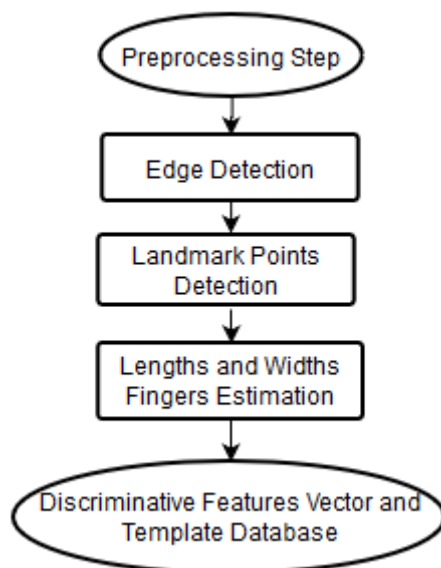 Preprocessing Step
Edge Detection
Landmark Points
Detection
Lengths and Widths
Fingers Estimation
Discriminative Features Vector and
Template Database